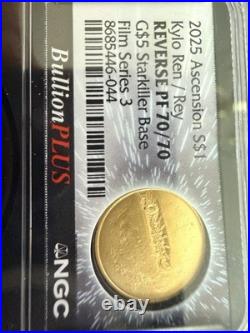 2025 Ascension S$1
Kylo Ren / Rey
REVERSE PF 70/70
G$5 Starkiller Base
Film Series 3
8685446-044
BullionPLUS
NGC